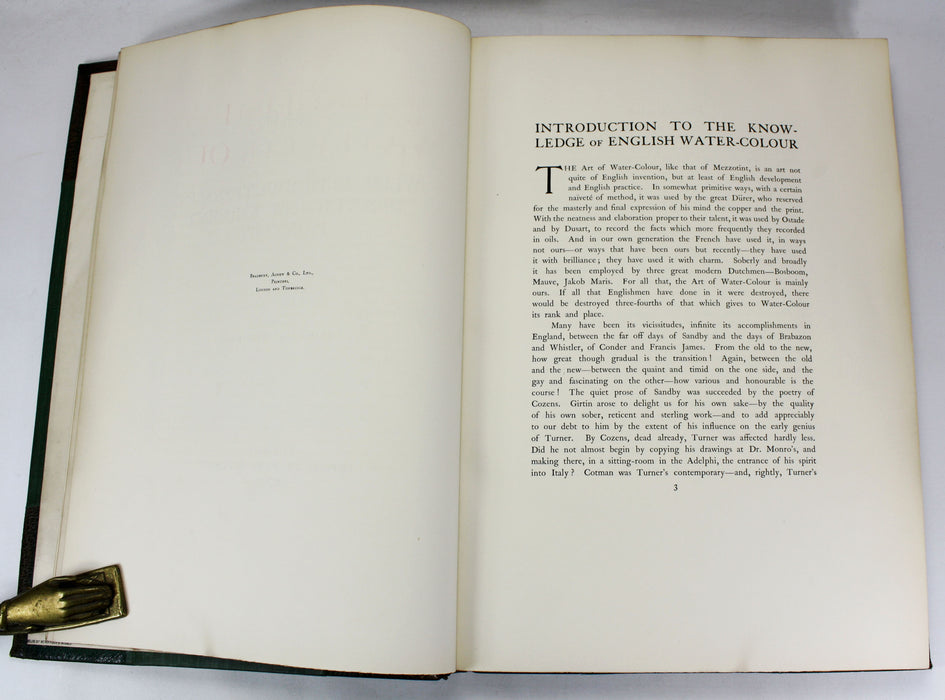 Bradbury, Agnew & Co., Ltd.,
Printers,
London and Tonbridge.
INTRODUCTION TO THE KNOW-
LEDGE OF ENGLISH WATER-COLOUR
THE Art of Water-Colour, like that of Mezzotint, is an art not
quite of English invention, but at least of English development
and English practice. In somewhat primitive ways, with a certain
naiveté of method, it was used by the great Dürer, who reserved
for the masterly and final expression of his mind the copper and the print.
With the neatness and elaboration proper to their talent, it was used by Ostade
and by Dusart, to record the facts which more frequently they recorded
in oils. And in our own generation the French have used it, in ways
not ours—or ways that have been ours but recently—they have used
it with brilliance; they have used it with charm. Soberly and broadly
it has been employed by three great modern Dutchmen—Bosboom,
Mauve, Jakob Maris. For all that, the Art of Water-Colour is mainly
ours. If all that Englishmen have done in it were destroyed, there
would be destroyed three-fourths of that which gives to Water-Colour
its rank and place.
Many have been its vicissitudes, infinite its accomplishments in
England, between the far off days of Sandby and the days of Brabazon
and Whistler, of Conder and Francis James. From the old to the new,
how great though gradual is the transition! Again, between the old
and the new—between the quaint and timid on the one side, and the
gay and fascinating on the other—how various and honourable is the
course! The quiet prose of Sandby was succeeded by the poetry of
Cozens. Girtin arose to delight us for his own sake—by the quality
of his own sober, reticent and sterling work—and to add appreciably
to our debt to him by the extent of his influence on the early genius
of Turner. By Cozens, dead already, Turner was affected hardly less.
Did he not almost begin by copying his drawings at Dr. Monro's, and
making there, in a sitting-room in the Adelphi, the entrance of his spirit
into Italy? Cotman was Turner's contemporary—and, rightly, Turner's
3